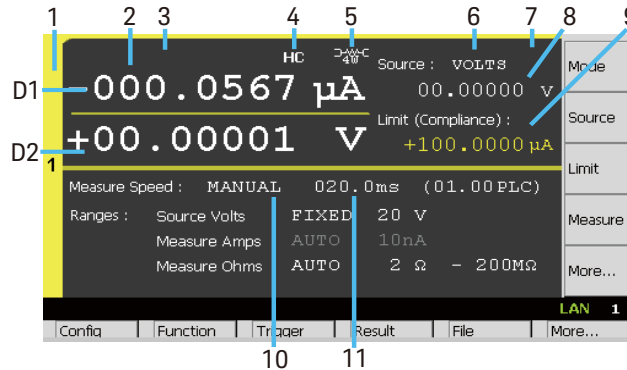 1 2 3 4 5 6 7 8 9
HC 4W Source : VOLTS Mode
D1 -000.0567 µA 00.00000 V
Limit (Compliance) : Source
D2 +00.00001 V +100.0000 µA
1 Limit
Measure Speed : MANUAL 020.0ms (01.00 PLC)
Ranges : Source Volts FIXED 20 V Measure
Measure Amps AUTO 10nA
Measure Ohms AUTO 2 Ω - 200MΩ More...
LAN 1
Config Function Trigger Result File More...
10 11